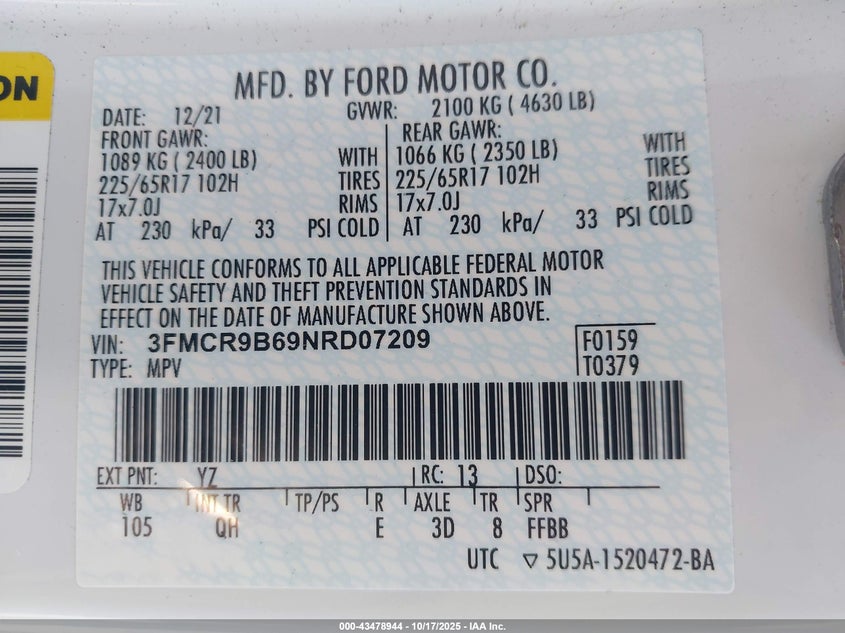 ON
MFD. BY FORD MOTOR CO.
DATE: 12/21 GVWR: 2100 KG ( 4630 LB)
FRONT GAWR: REAR GAWR:
1089 KG ( 2400 LB) WITH 1066 KG ( 2350 LB) WITH
225/65R17 102H TIRES 225/65R17 102H TIRES
17x7.0J RIMS 17x7.0J RIMS
AT 230 kPa/ 33 PSI COLD AT 230 kPa/ 33 PSI COLD
THIS VEHICLE CONFORMS TO ALL APPLICABLE FEDERAL MOTOR
VEHICLE SAFETY AND THEFT PREVENTION STANDARDS IN
EFFECT ON THE DATE OF MANUFACTURE SHOWN ABOVE.
VIN: 3FMCR9B69NRD07209 F0159
TYPE: MPV T0379
EXT PNT: YZ RC: 13 DSO:
WB INT TR TP/PS R AXLE TR SPR
105 QH E 3D 8 FFBB
UTC ▽ 5U5A-1520472-BA
000-43478944 | 10/17/2025 - IAA Inc.